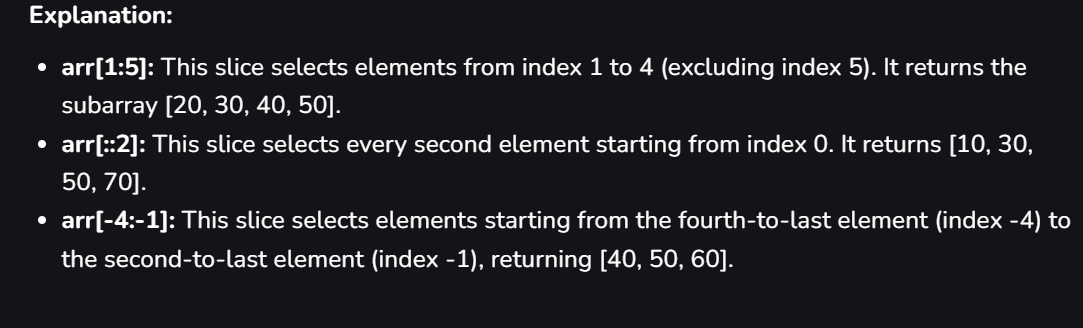 Explanation:
• arr[1:5]: This slice selects elements from index 1 to 4 (excluding index 5). It returns the
subarray [20, 30, 40, 50].
• arr[::2]: This slice selects every second element starting from index 0. It returns [10, 30,
50, 70].
• arr[-4:-1]: This slice selects elements starting from the fourth-to-last element (index -4) to
the second-to-last element (index -1), returning [40, 50, 60].